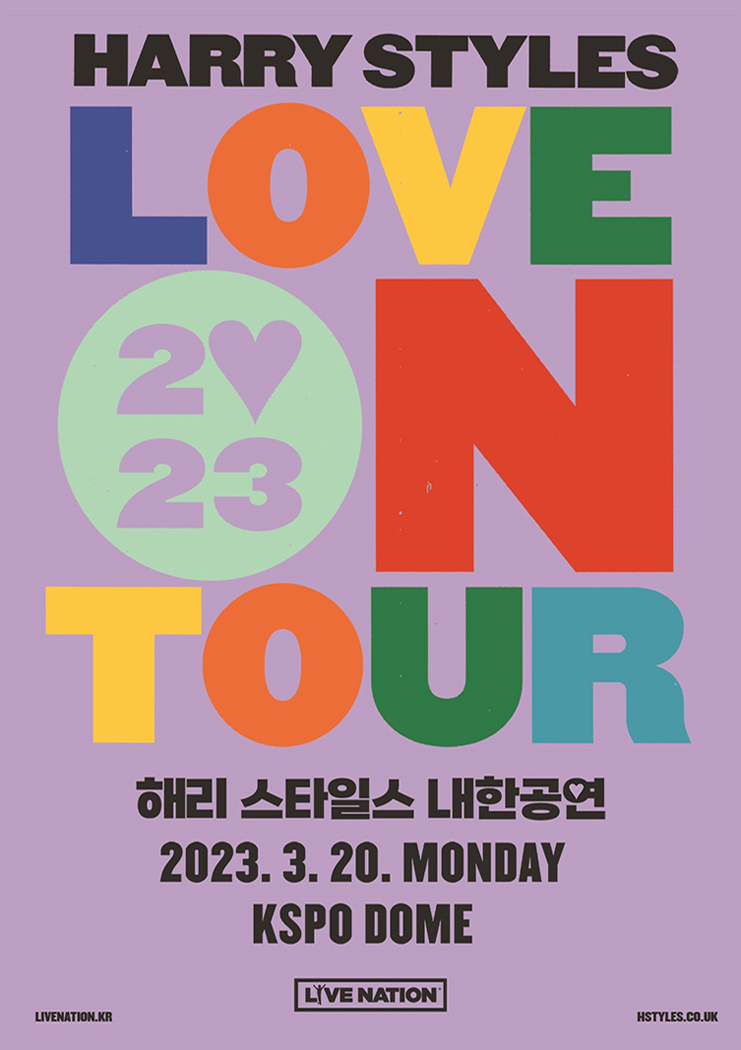 HARRY STYLES
LOVE
ON
2♥
23
TOUR
해리 스타일스 내한공연
2023. 3. 20. MONDAY
KSPO DOME
LIVE NATION
LIVENATION.KR
HSTYLES.CO.UK